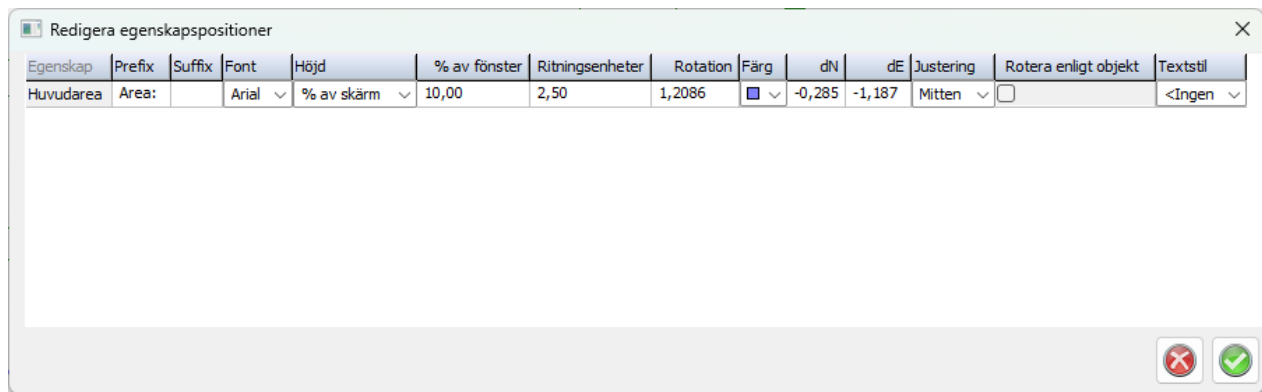 Redigera egenskapspositioner
Egenskap Prefix Suffix Font Höjd % av fönster Ritningsenheter Rotation Färg dN dE Justering Rotera enligt objekt Textstil
Huvudarea Area: Arial % av skärm 10,00 2,50 1,2086 -0,285 -1,187 Mitten <Ingen